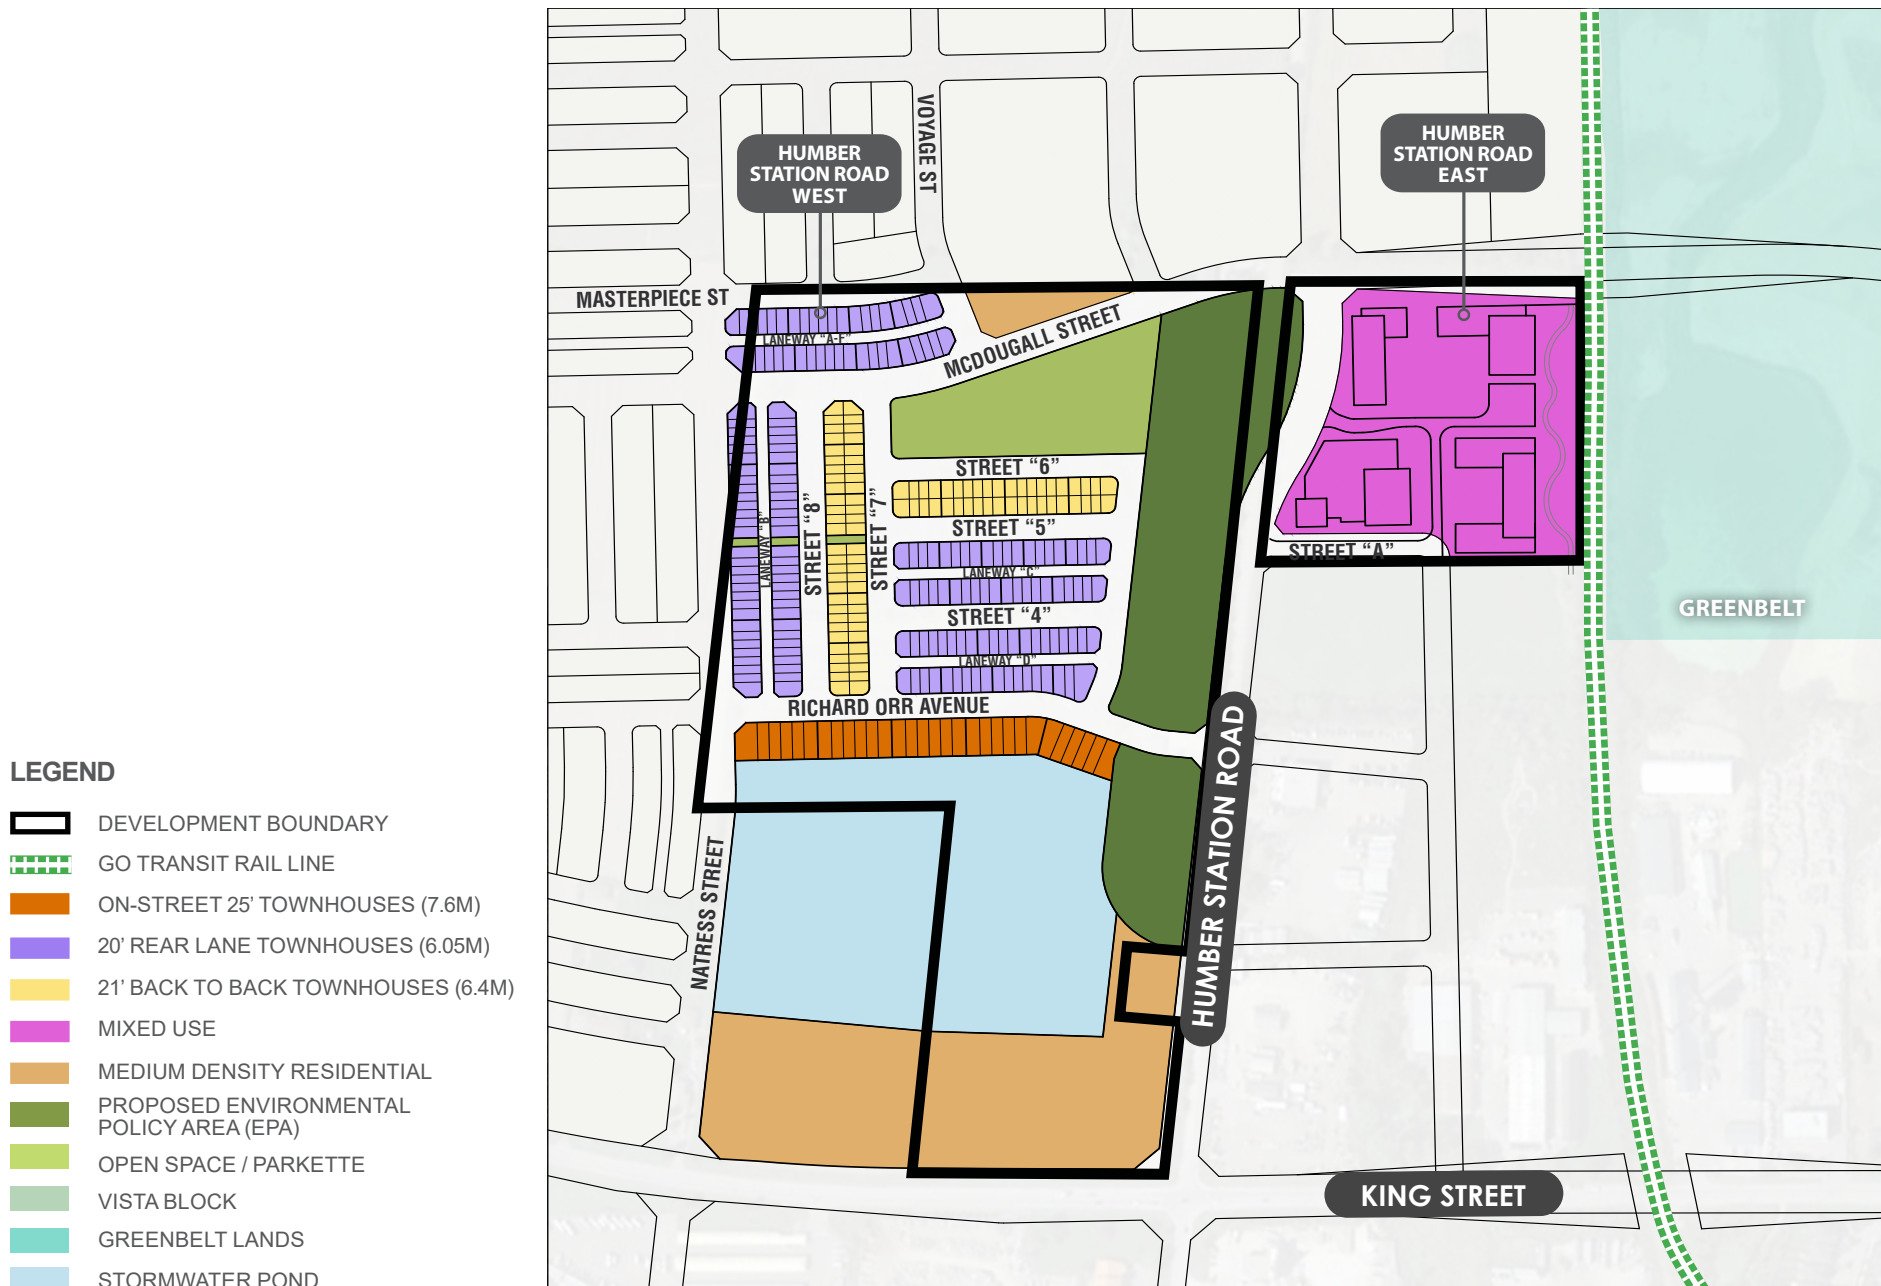 VOYAGE ST
HUMBER
STATION ROAD
WEST
HUMBER
STATION ROAD
EAST
MASTERPIECE ST
LANEWAY "A-F"
MCDOUGALL STREET
STREET "6"
STREET "5"
LANEWAY "B"
STREET "8"
STREET "7"
LANEWAY "C"
STREET "4"
LANEWAY "D"
STREET "A"
GREENBELT
RICHARD ORR AVENUE
HUMBER STATION ROAD
NATRESS STREET
KING STREET
LEGEND
DEVELOPMENT BOUNDARY
GO TRANSIT RAIL LINE
ON-STREET 25' TOWNHOUSES (7.6M)
20' REAR LANE TOWNHOUSES (6.05M)
21' BACK TO BACK TOWNHOUSES (6.4M)
MIXED USE
MEDIUM DENSITY RESIDENTIAL
PROPOSED ENVIRONMENTAL
POLICY AREA (EPA)
OPEN SPACE / PARKETTE
VISTA BLOCK
GREENBELT LANDS
STORMWATER POND